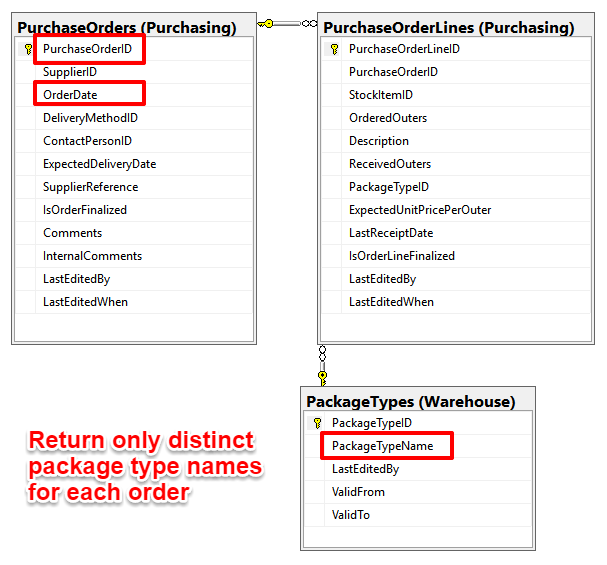 PurchaseOrders (Purchasing)
PurchaseOrderID
SupplierID
OrderDate
DeliveryMethodID
ContactPersonID
ExpectedDeliveryDate
SupplierReference
IsOrderFinalized
Comments
InternalComments
LastEditedBy
LastEditedWhen
PurchaseOrderLines (Purchasing)
PurchaseOrderLineID
PurchaseOrderID
StockItemID
OrderedOuters
Description
ReceivedOuters
PackageTypeID
ExpectedUnitPricePerOuter
LastReceiptDate
IsOrderLineFinalized
LastEditedBy
LastEditedWhen
PackageTypes (Warehouse)
PackageTypeID
PackageTypeName
LastEditedBy
ValidFrom
ValidTo
Return only distinct
package type names
for each order